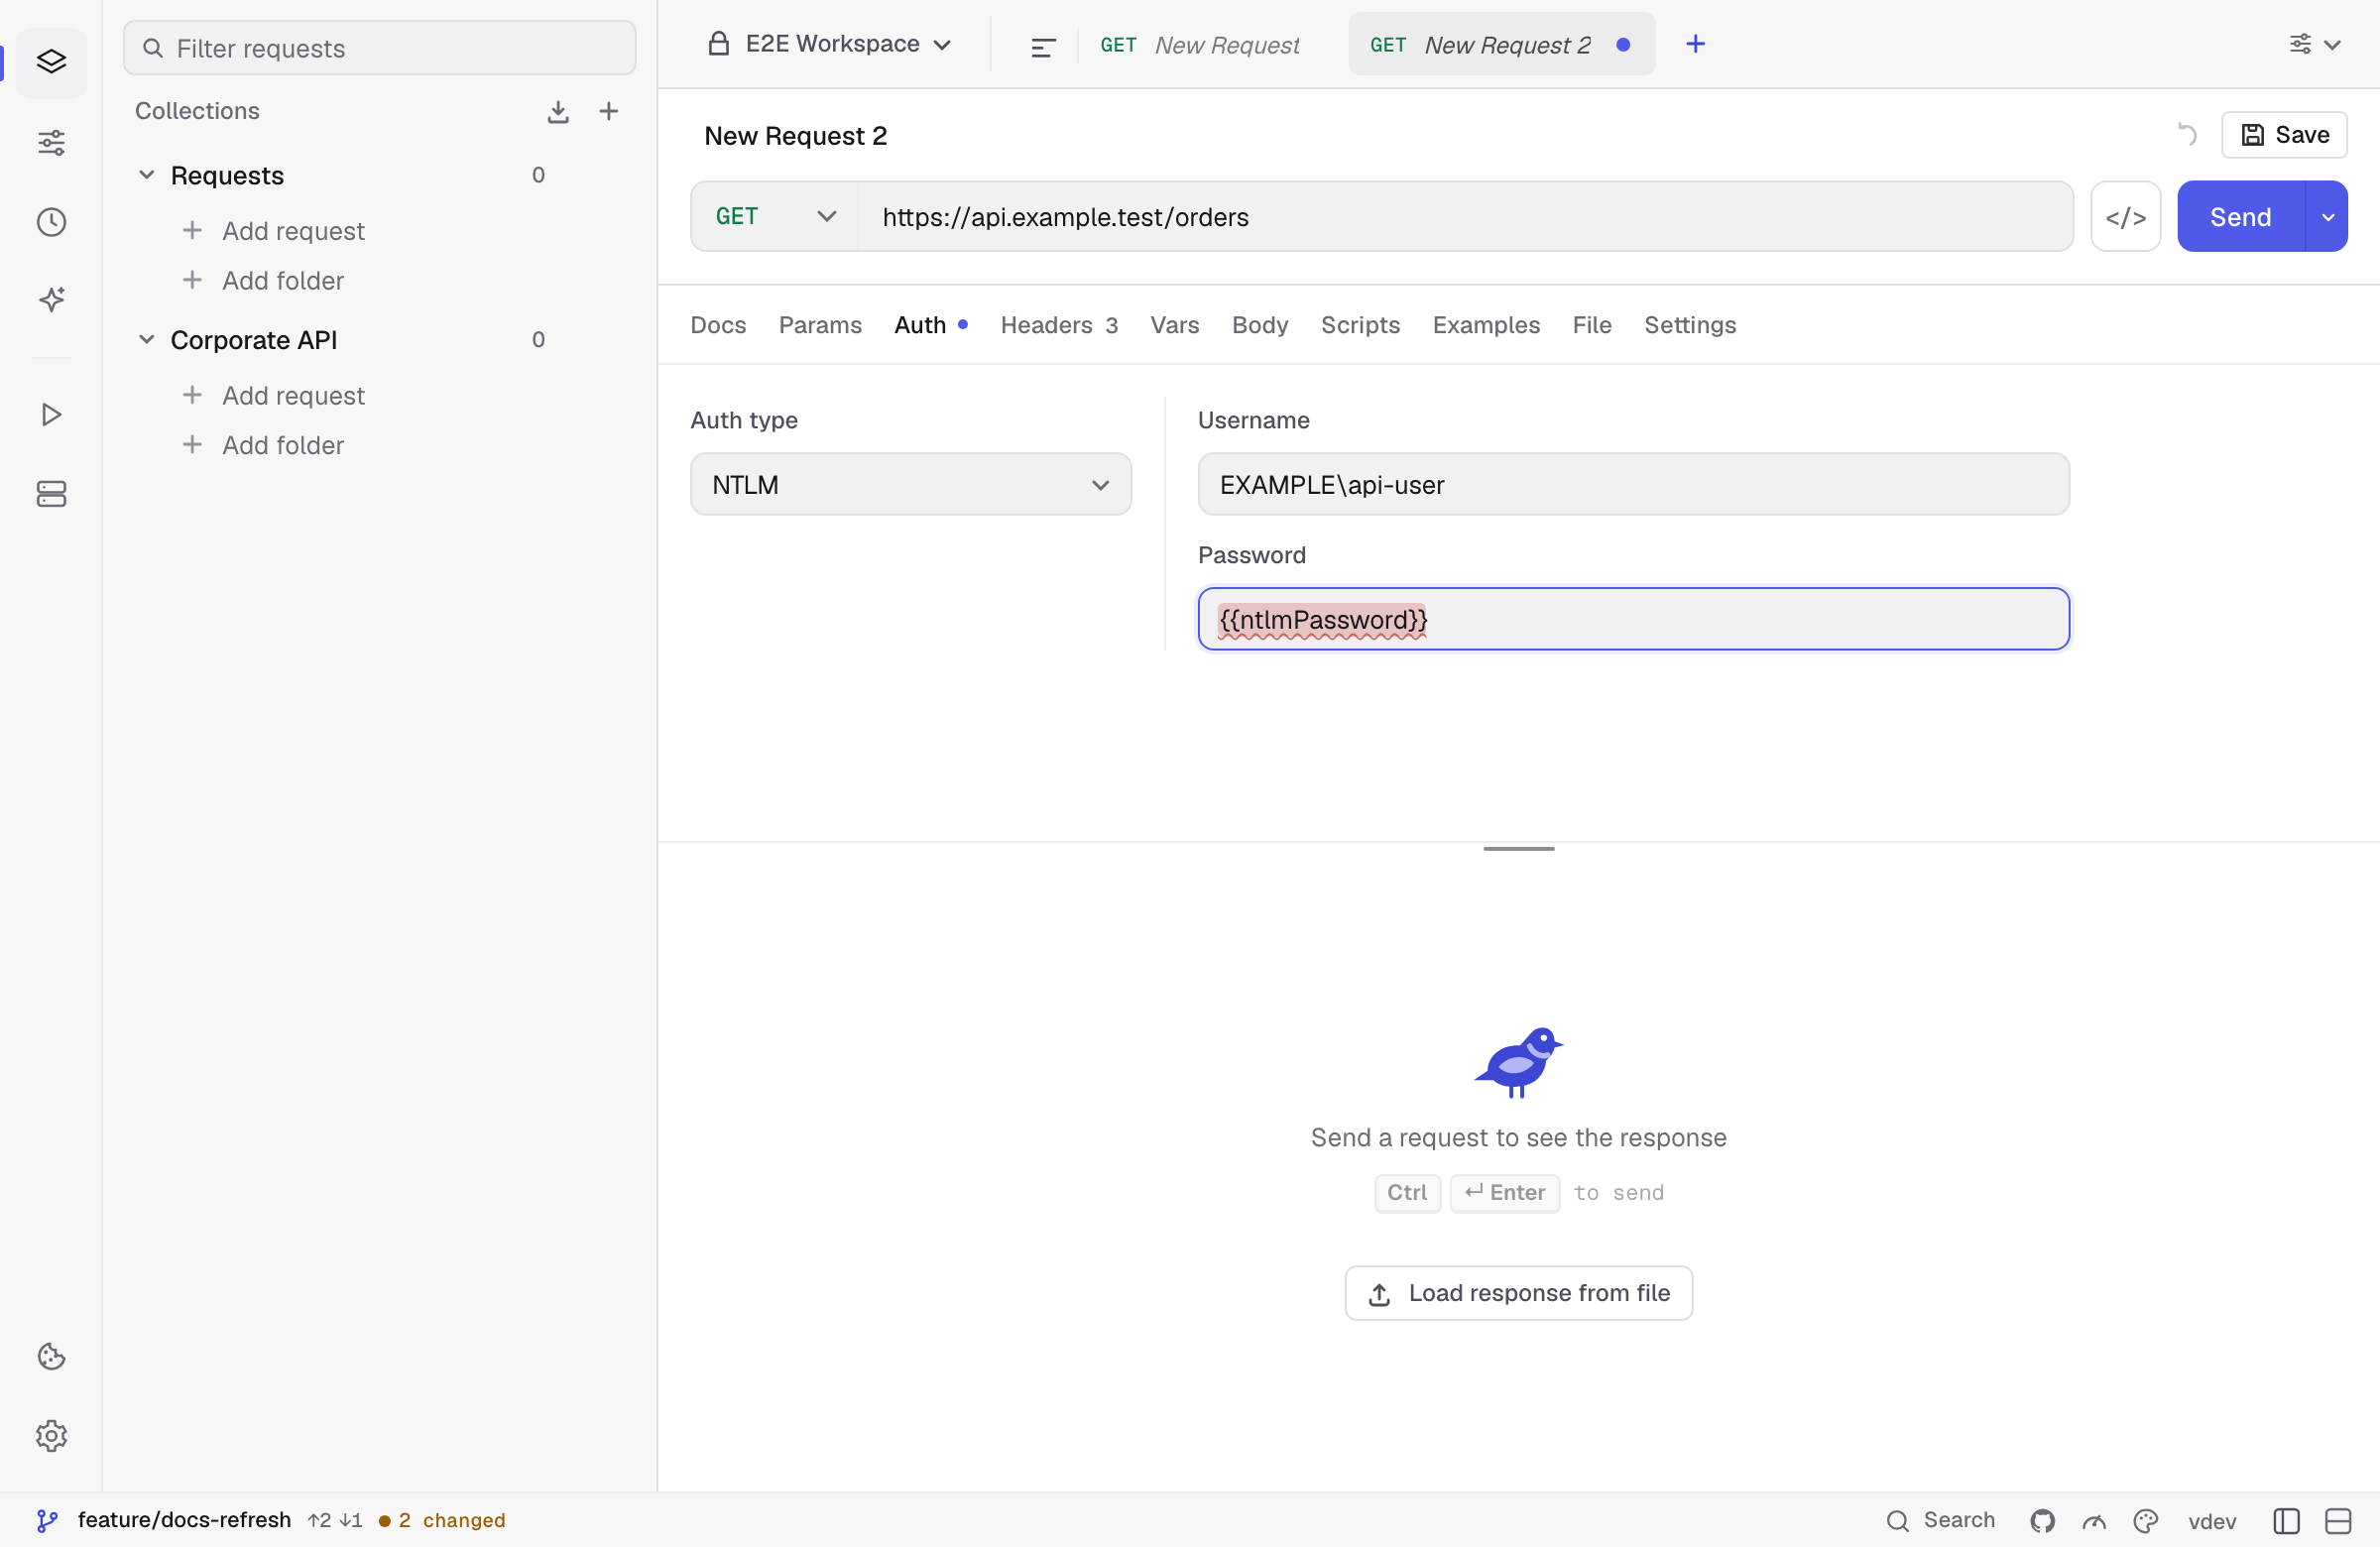 Filter requests
Collections
Requests 0
Add request
Add folder
Corporate API 0
Add request
Add folder
E2E Workspace
GET New Request
GET New Request 2
New Request 2
Save
GET https://api.example.test/orders
</> Send
Docs Params Auth Headers 3 Vars Body Scripts Examples File Settings
Auth type
NTLM
Username
EXAMPLE\api-user
Password
{{ntlmPassword}}
Send a request to see the response
Ctrl Enter to send
Load response from file
feature/docs-refresh ↑2 ↓1 2 changed
Search vdev